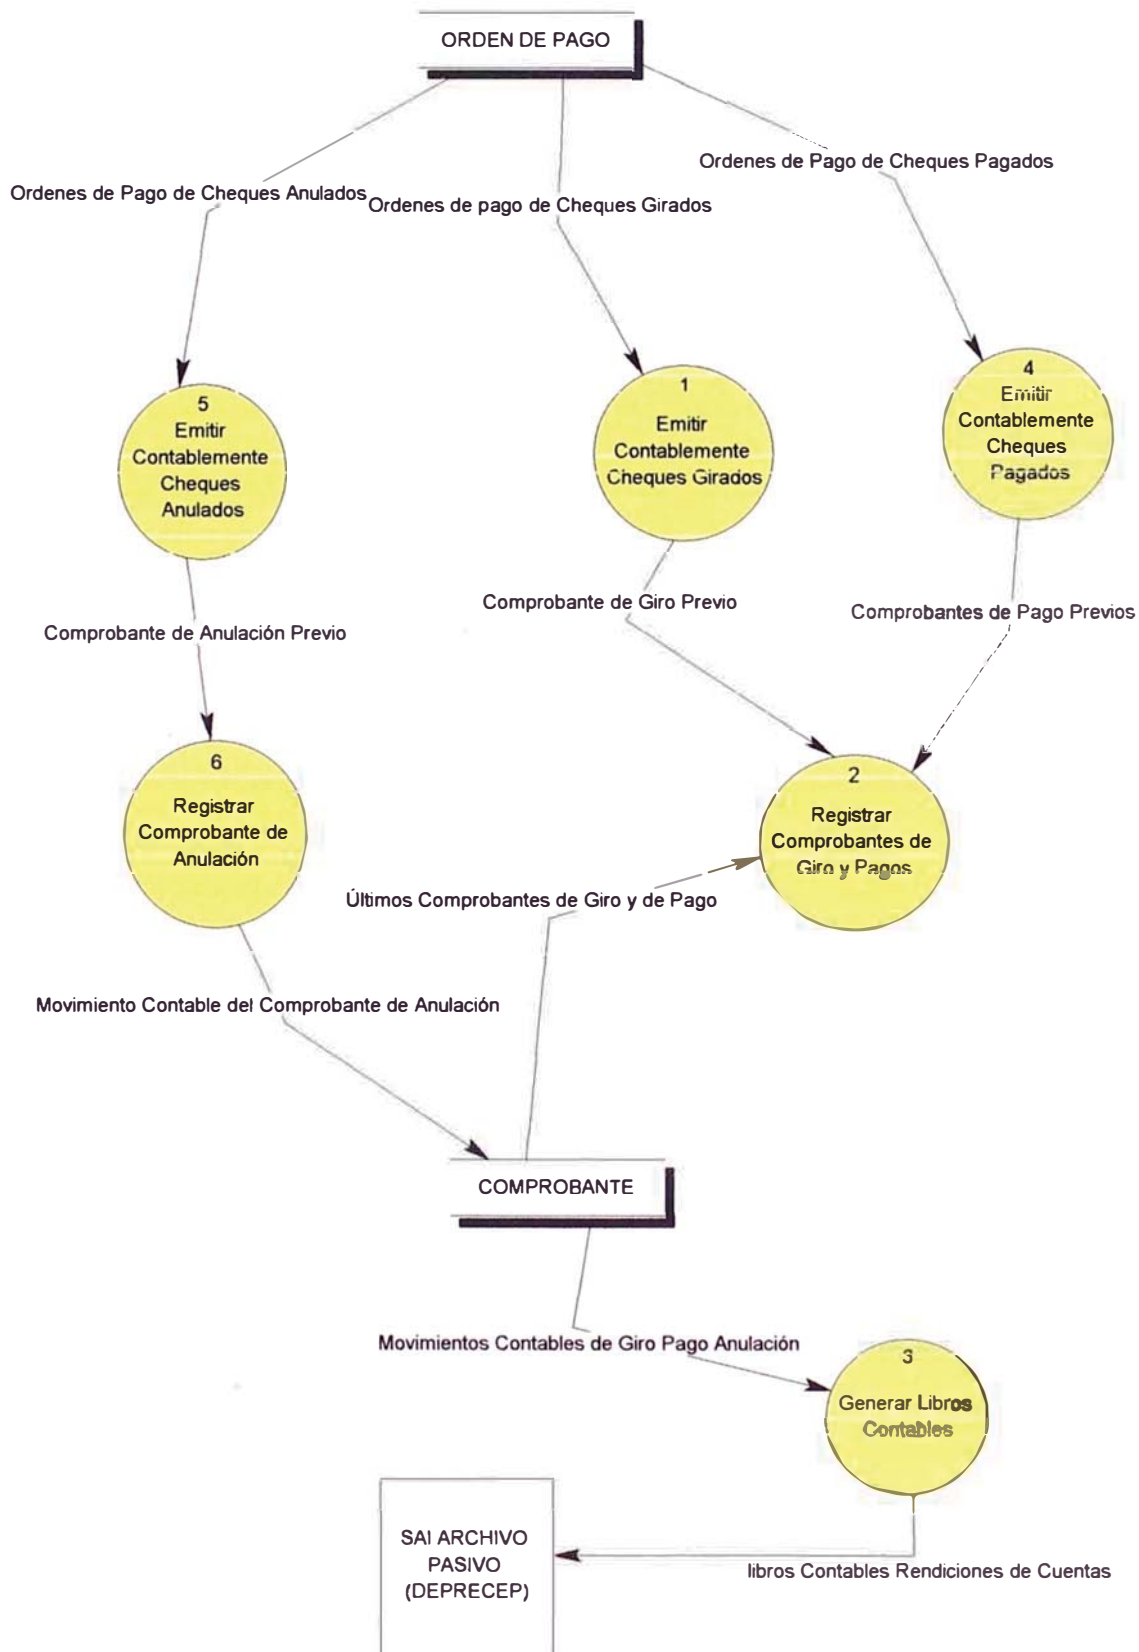 ORDEN DE PAGO
Ordenes de Pago de Cheques Pagados
Ordenes de Pago de Cheques Anulados
Ordenes de pago de Cheques Girados
5
Emitir
Contablemente
Cheques
Anulados
1
Emitir
Contablemente
Cheques Girados
4
Emitir
Contablemente
Cheques
Pagados
Comprobante de Anulación Previo
Comprobante de Giro Previo
Comprobantes de Pago Previos
6
Registrar
Comprobante de
Anulación
2
Registrar
Comprobantes de
Giro y Pagos
Últimos Comprobantes de Giro y de Pago
Movimiento Contable del Comprobante de Anulación
COMPROBANTE
Movimientos Contables de Giro Pago Anulación
3
Generar Libros
Contables
SAI ARCHIVO
PASIVO
(DEPRECEP)
libros Contables Rendiciones de Cuentas